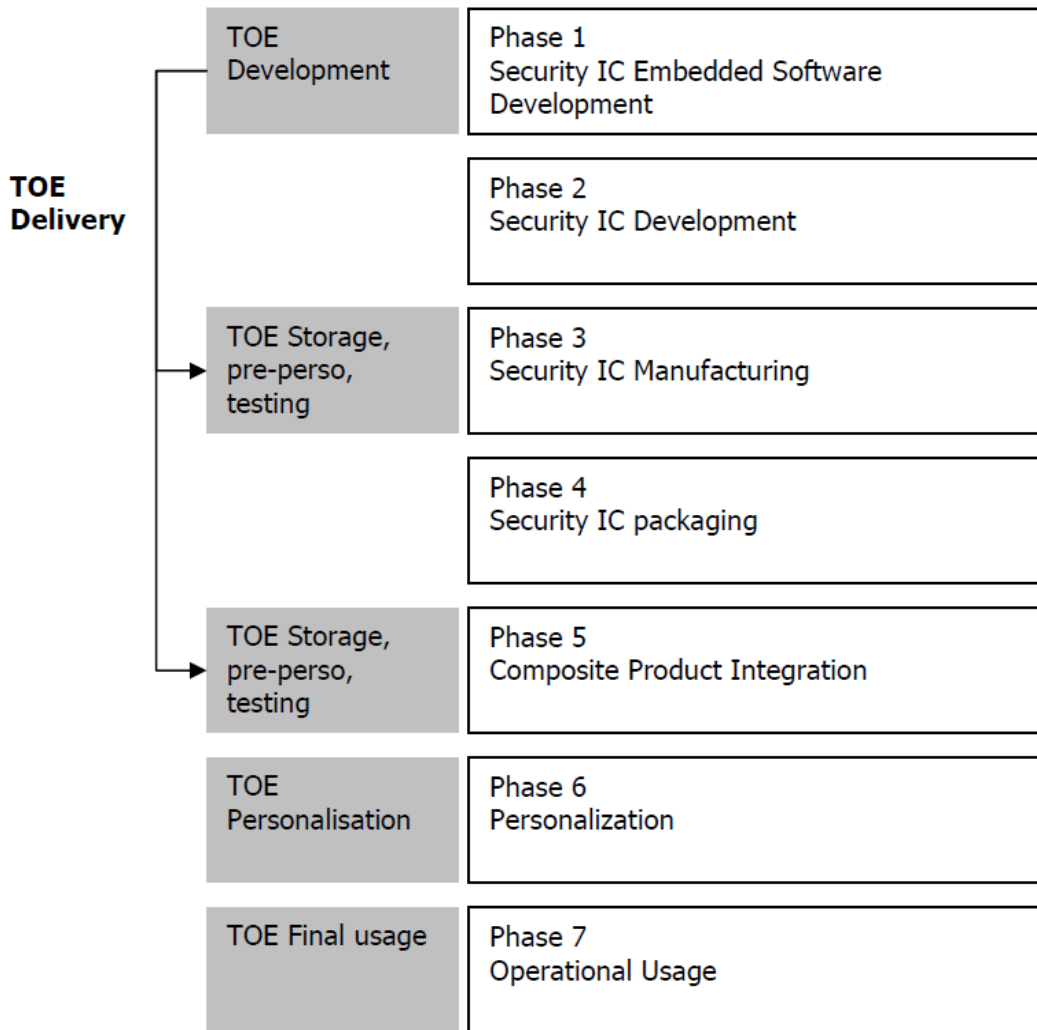 TOE
Development
Phase 1
Security IC Embedded Software
Development
TOE
Delivery
Phase 2
Security IC Development
TOE Storage,
pre-perso,
testing
Phase 3
Security IC Manufacturing
Phase 4
Security IC packaging
TOE Storage,
pre-perso,
testing
Phase 5
Composite Product Integration
TOE
Personalisation
Phase 6
Personalization
TOE Final usage
Phase 7
Operational Usage